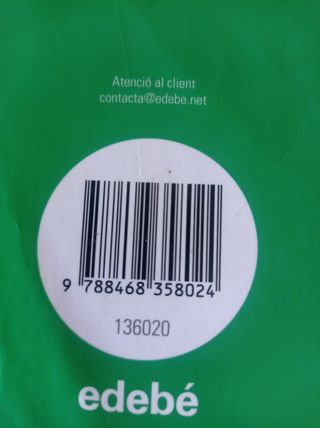 Atenció al client
contacta@edebe.net
9 788468 358024
136020
edebé